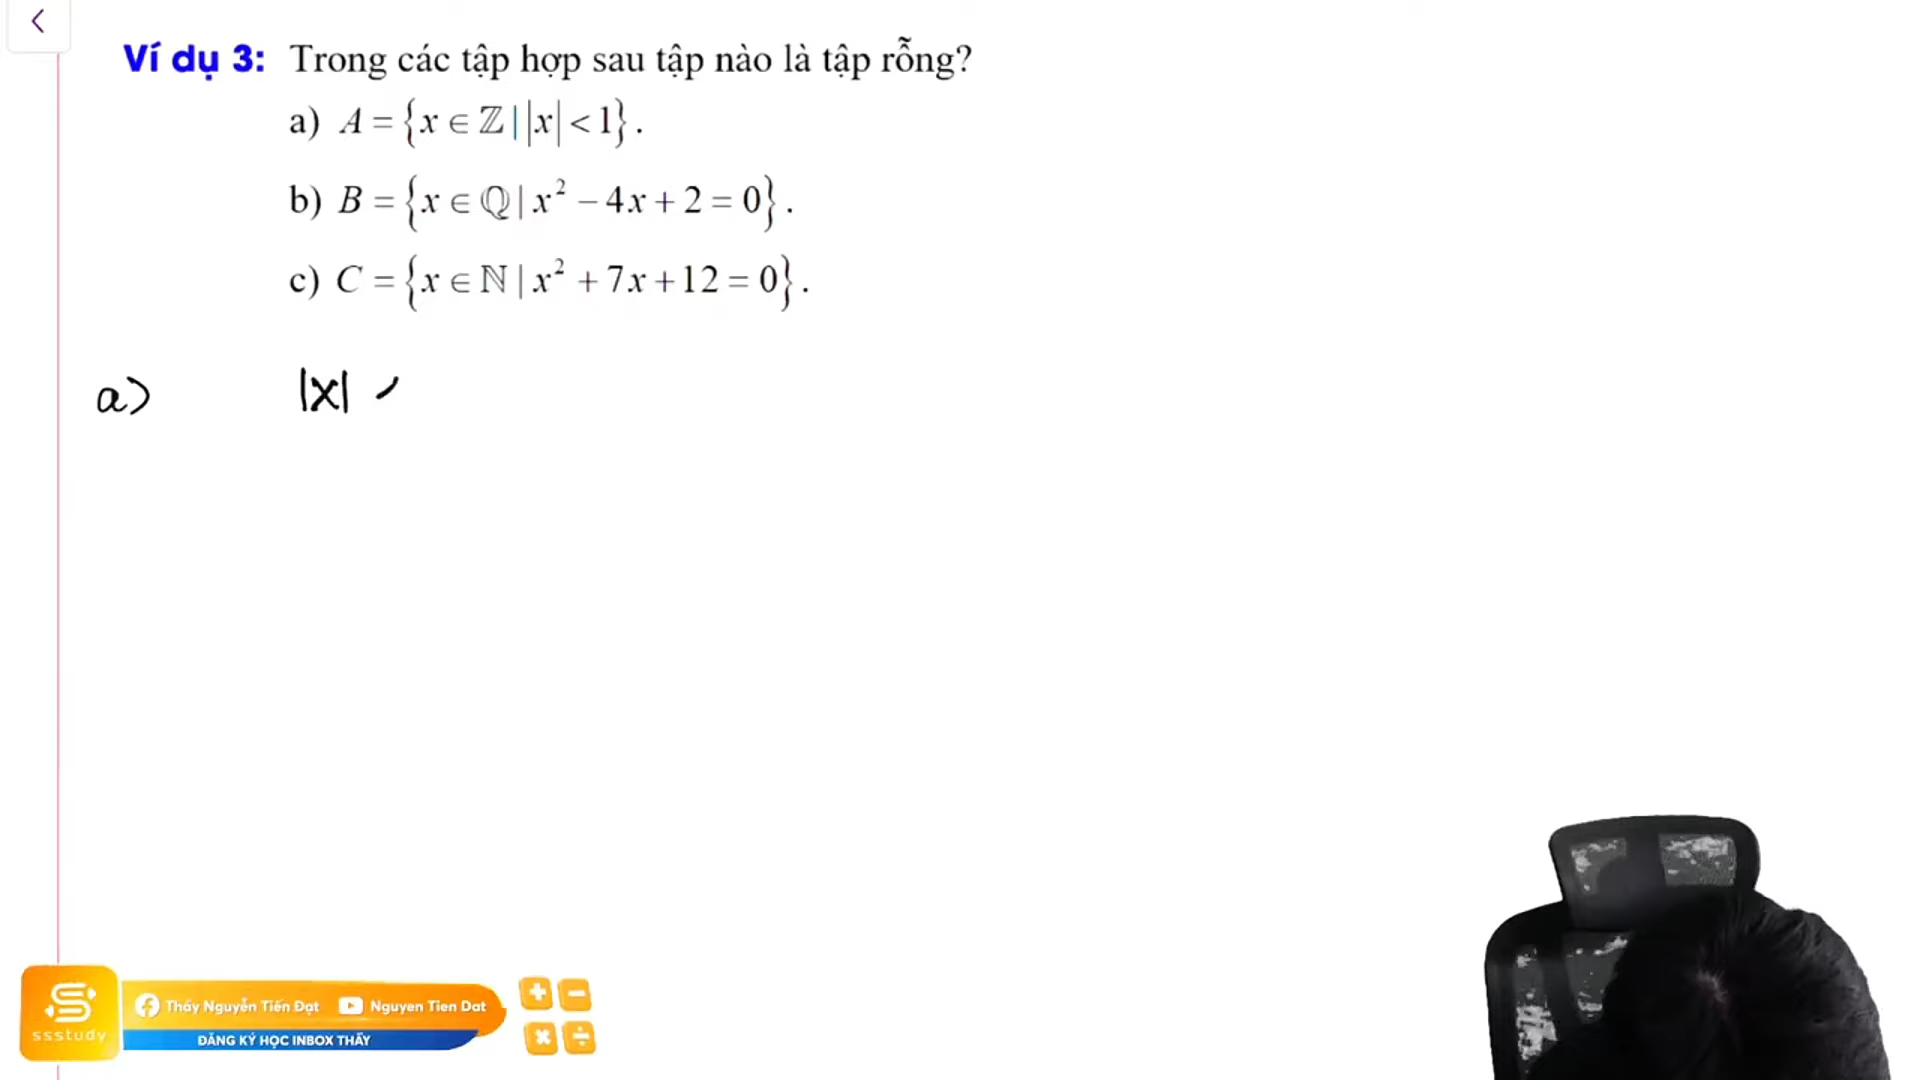 Ví dụ 3: Trong các tập hợp sau tập nào là tập rỗng?
a) A = {x ∈ ℤ | |x| < 1}.
b) B = {x ∈ ℚ | x² − 4x + 2 = 0}.
c) C = {x ∈ ℕ | x² + 7x + 12 = 0}.
a) |x|
ssstudy
Thầy Nguyễn Tiến Đạt Nguyen Tien Dat
ĐĂNG KÝ HỌC INBOX THẦY